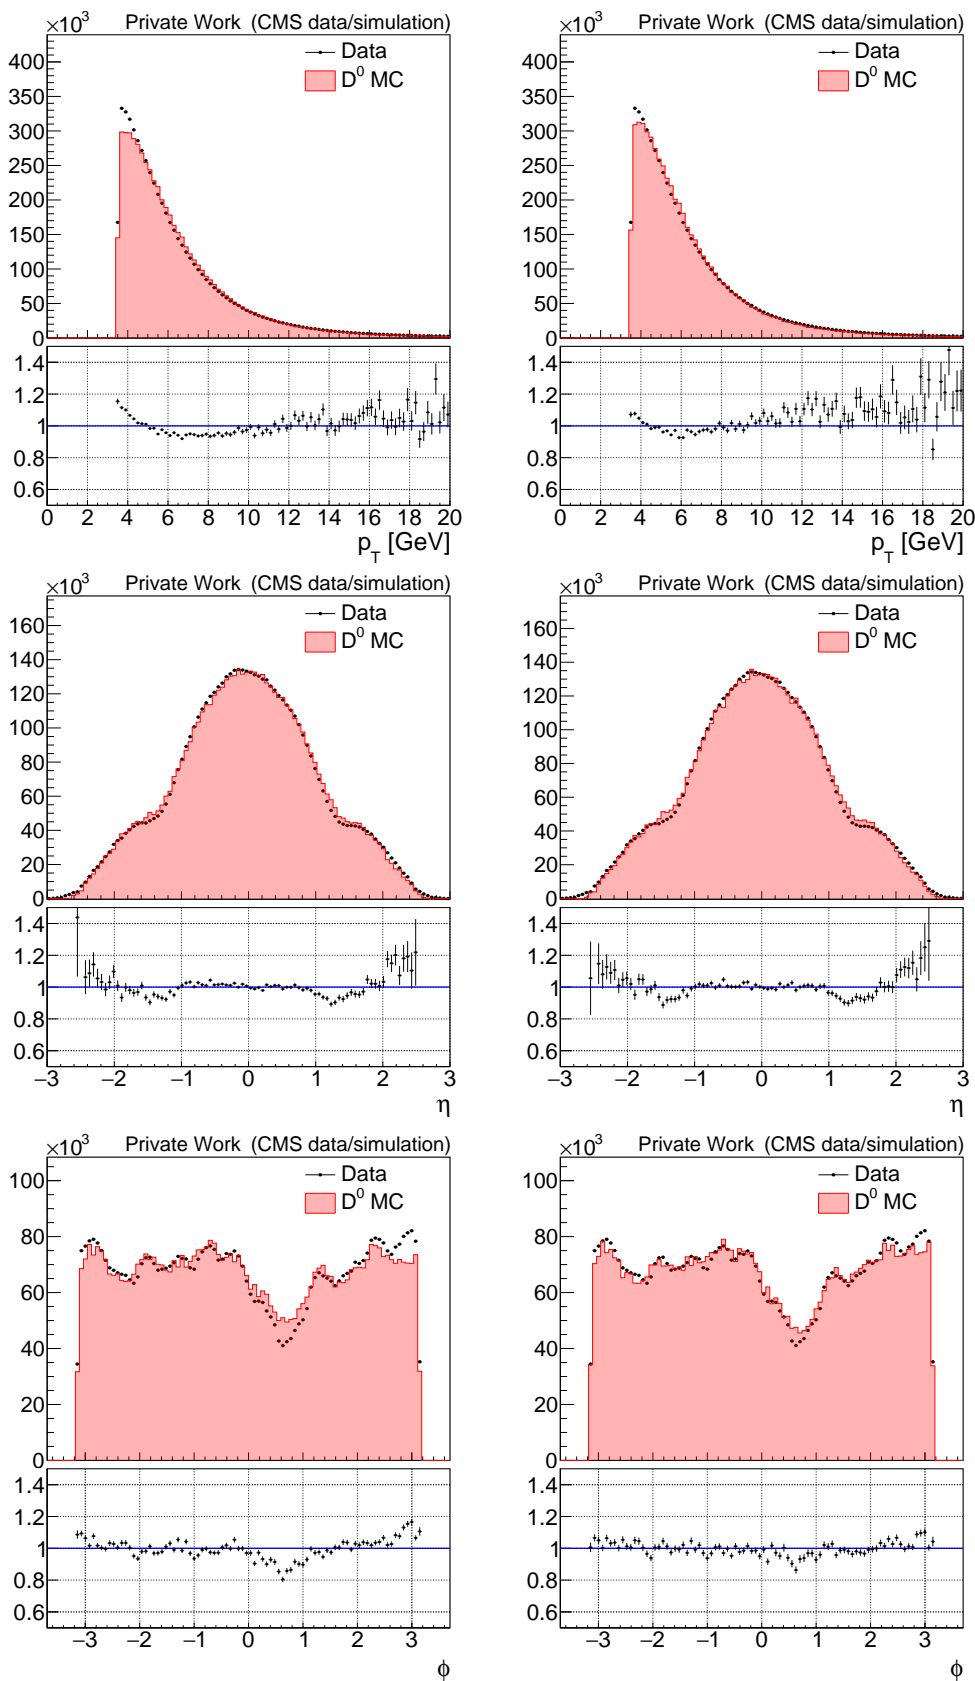 ×10³ Private Work (CMS data/simulation) ×10³ Private Work (CMS data/simulation)
Data Data
D⁰ MC D⁰ MC
400 400
350 350
300 300
250 250
200 200
150 150
100 100
50 50
0 0
1.4 1.4
1.2 1.2
1 1
0.8 0.8
0.6 0.6
0 2 4 6 8 10 12 14 16 18 20 0 2 4 6 8 10 12 14 16 18 20
p_T [GeV] p_T [GeV]
×10³ Private Work (CMS data/simulation) ×10³ Private Work (CMS data/simulation)
Data Data
D⁰ MC D⁰ MC
160 160
140 140
120 120
100 100
80 80
60 60
40 40
20 20
0 0
1.4 1.4
1.2 1.2
1 1
0.8 0.8
0.6 0.6
−3 −2 −1 0 1 2 3 −3 −2 −1 0 1 2 3
η η
×10³ Private Work (CMS data/simulation) ×10³ Private Work (CMS data/simulation)
Data Data
D⁰ MC D⁰ MC
100 100
80 80
60 60
40 40
20 20
0 0
1.4 1.4
1.2 1.2
1 1
0.8 0.8
0.6 0.6
−3 −2 −1 0 1 2 3 −3 −2 −1 0 1 2 3
ϕ ϕ